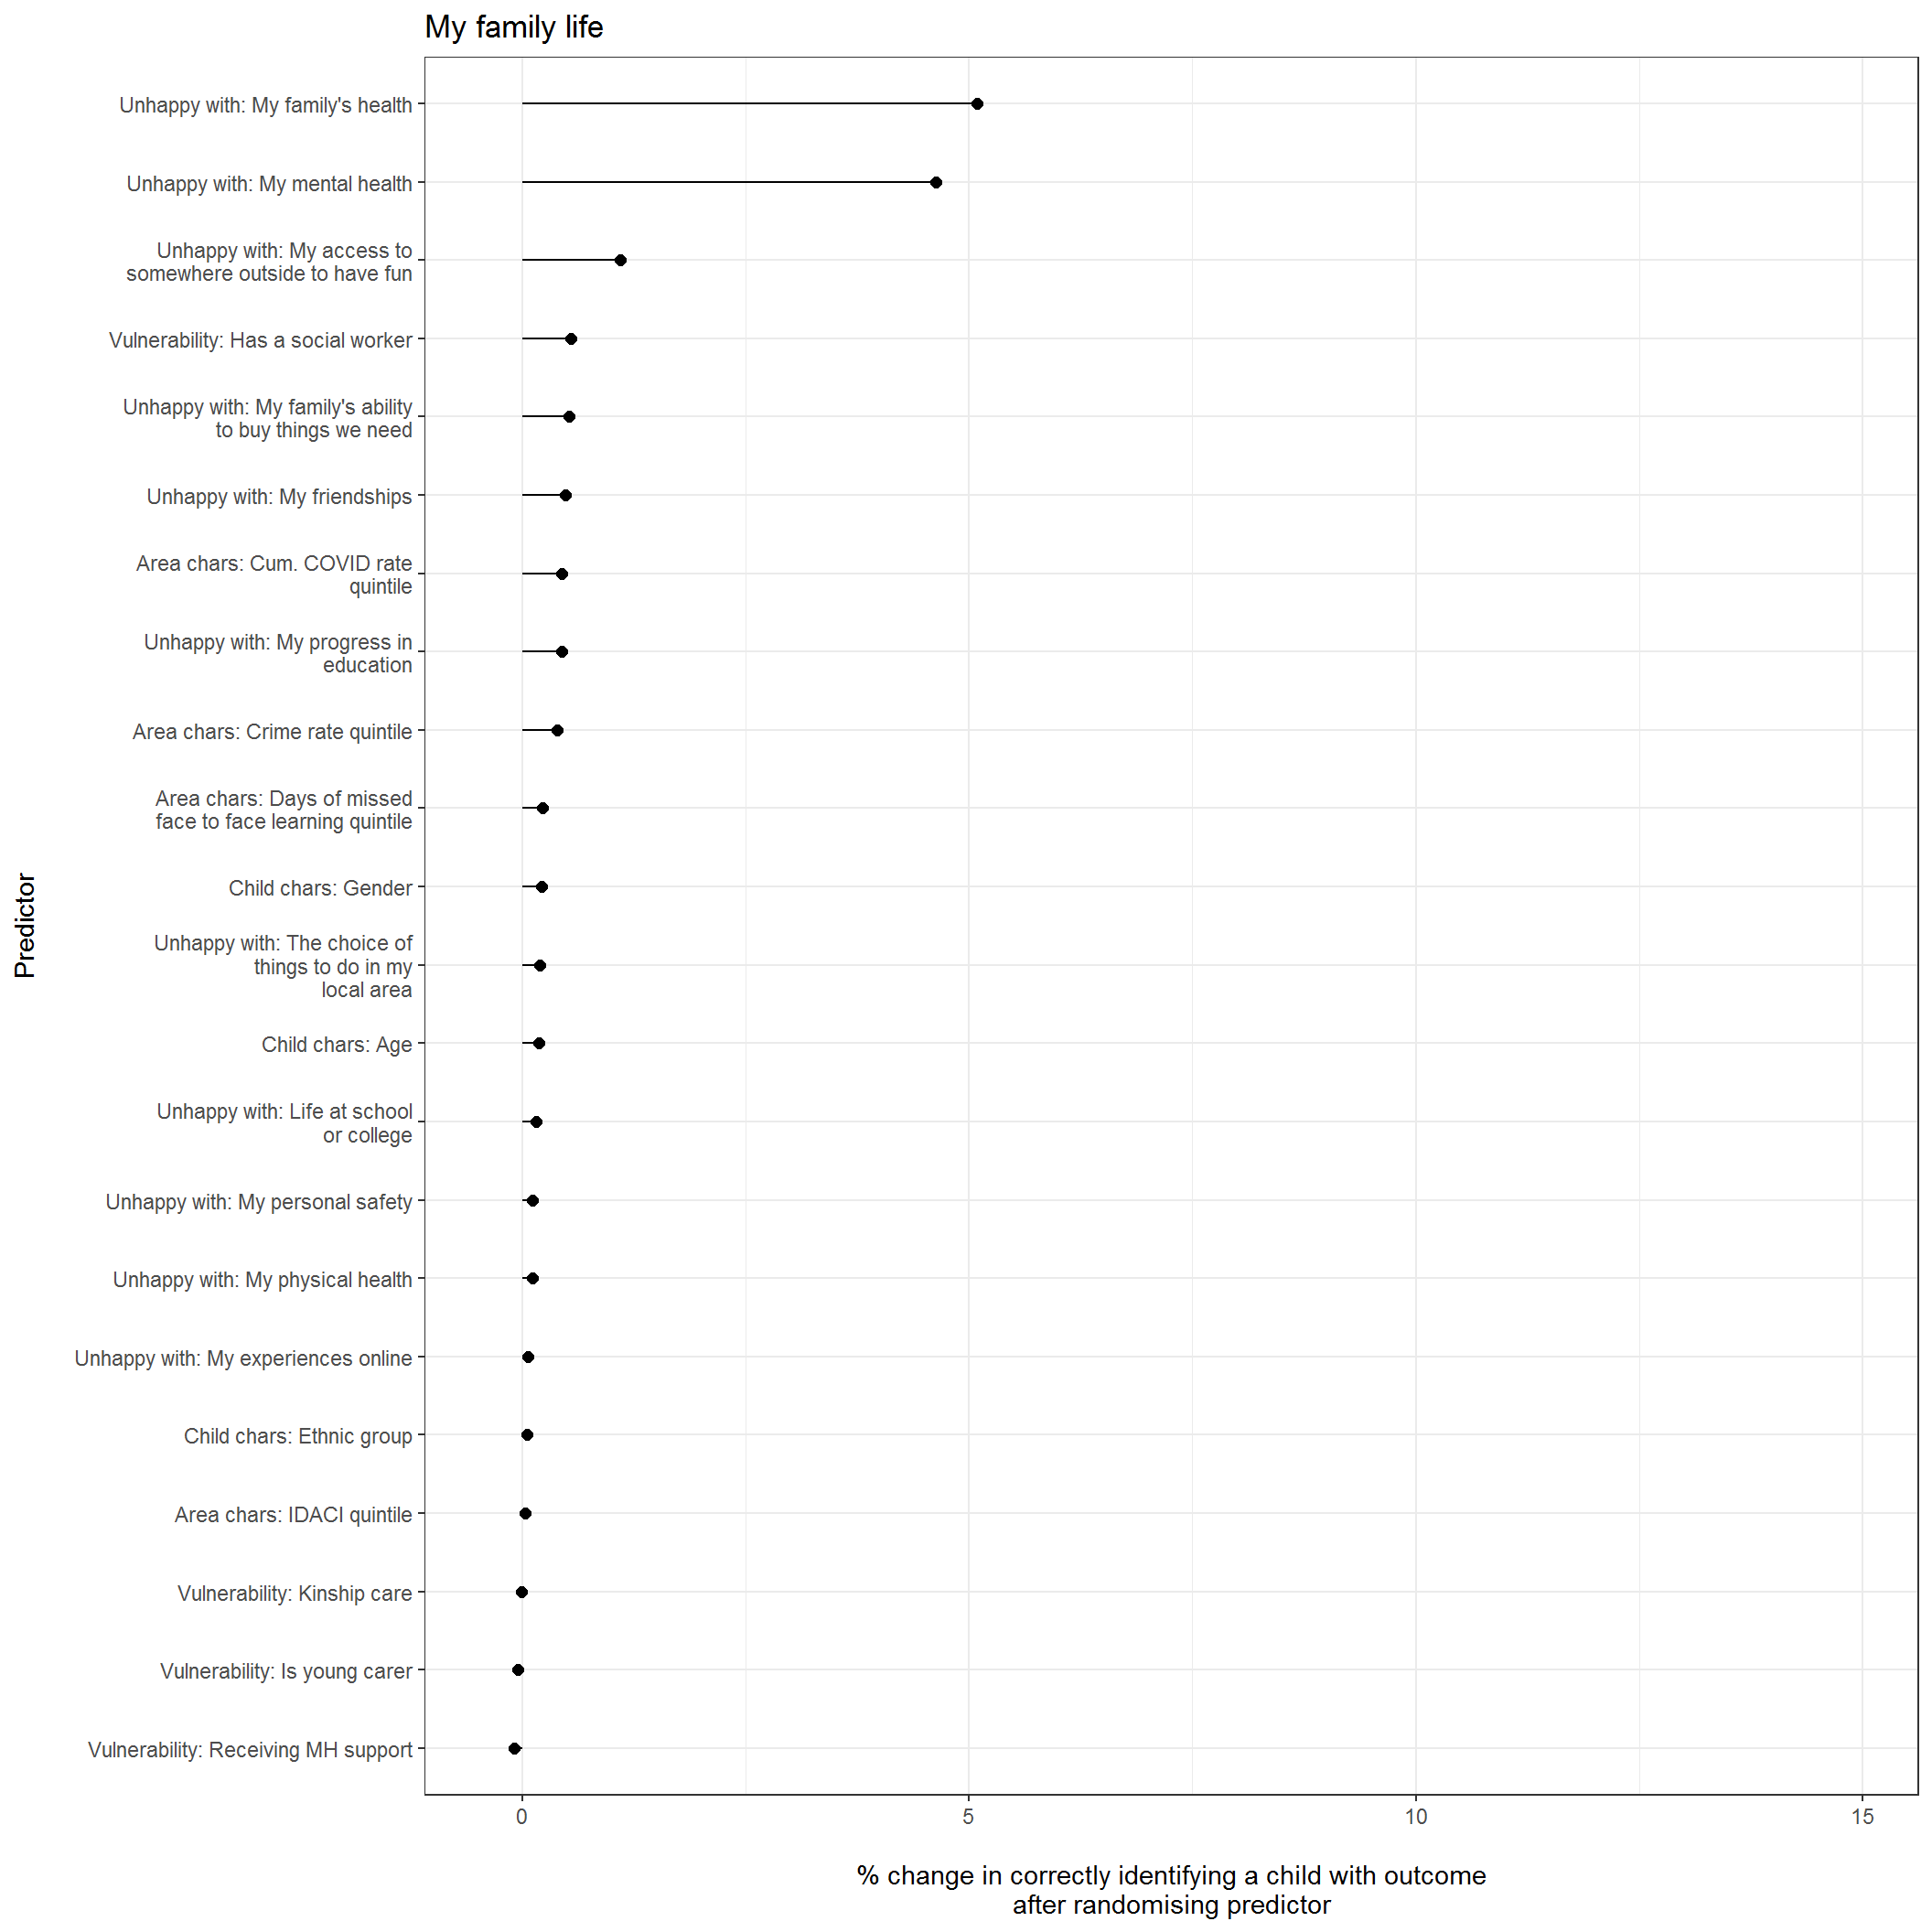 My family life
Unhappy with: My family's health
Unhappy with: My mental health
Unhappy with: My access to
somewhere outside to have fun
Vulnerability: Has a social worker
Unhappy with: My family's ability
to buy things we need
Unhappy with: My friendships
Area chars: Cum. COVID rate
quintile
Unhappy with: My progress in
education
Area chars: Crime rate quintile
Area chars: Days of missed
face to face learning quintile
Child chars: Gender
Unhappy with: The choice of
things to do in my
local area
Child chars: Age
Unhappy with: Life at school
or college
Unhappy with: My personal safety
Unhappy with: My physical health
Unhappy with: My experiences online
Child chars: Ethnic group
Area chars: IDACI quintile
Vulnerability: Kinship care
Vulnerability: Is young carer
Vulnerability: Receiving MH support
Predictor
0 5 10 15
% change in correctly identifying a child with outcome
after randomising predictor